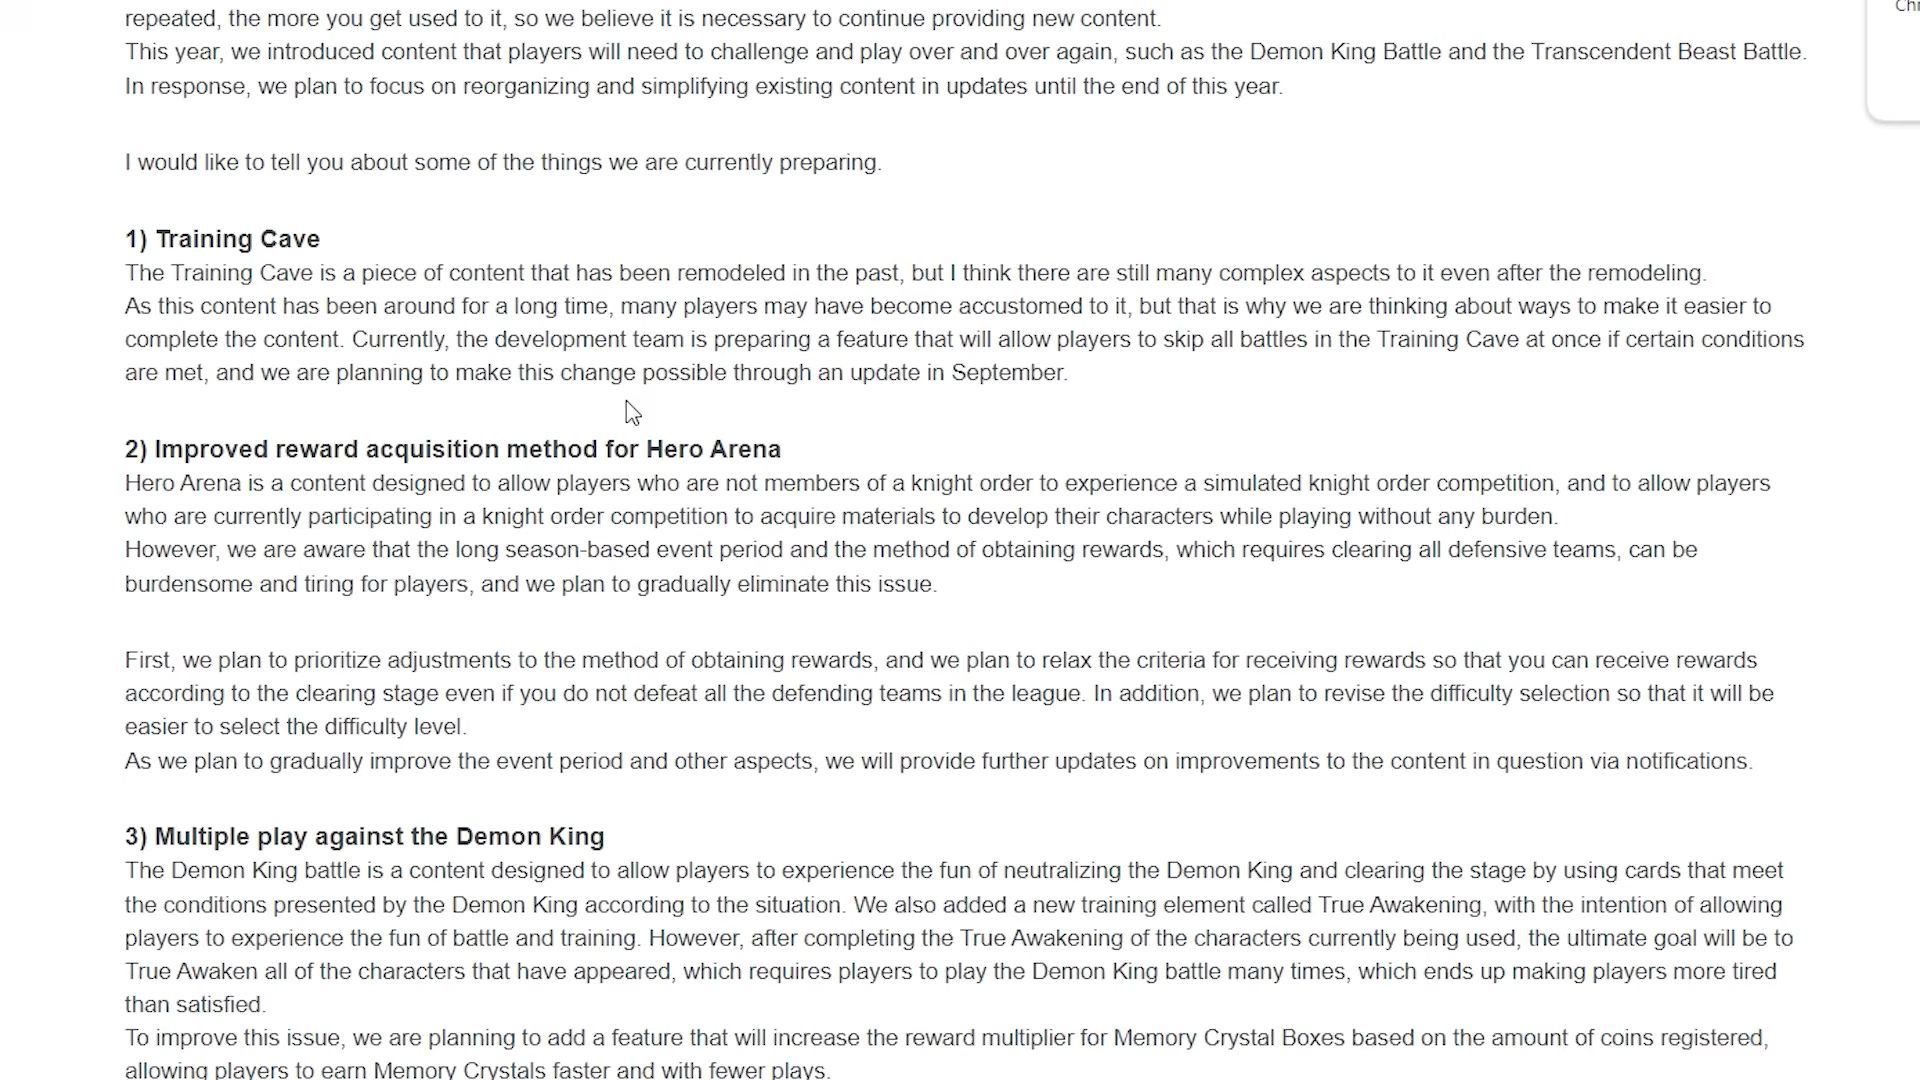 Chr
repeated, the more you get used to it, so we believe it is necessary to continue providing new content.
This year, we introduced content that players will need to challenge and play over and over again, such as the Demon King Battle and the Transcendent Beast Battle.
In response, we plan to focus on reorganizing and simplifying existing content in updates until the end of this year.
I would like to tell you about some of the things we are currently preparing.
1) Training Cave
The Training Cave is a piece of content that has been remodeled in the past, but I think there are still many complex aspects to it even after the remodeling.
As this content has been around for a long time, many players may have become accustomed to it, but that is why we are thinking about ways to make it easier to
complete the content. Currently, the development team is preparing a feature that will allow players to skip all battles in the Training Cave at once if certain conditions
are met, and we are planning to make this change possible through an update in September.
2) Improved reward acquisition method for Hero Arena
Hero Arena is a content designed to allow players who are not members of a knight order to experience a simulated knight order competition, and to allow players
who are currently participating in a knight order competition to acquire materials to develop their characters while playing without any burden.
However, we are aware that the long season-based event period and the method of obtaining rewards, which requires clearing all defensive teams, can be
burdensome and tiring for players, and we plan to gradually eliminate this issue.
First, we plan to prioritize adjustments to the method of obtaining rewards, and we plan to relax the criteria for receiving rewards so that you can receive rewards
according to the clearing stage even if you do not defeat all the defending teams in the league. In addition, we plan to revise the difficulty selection so that it will be
easier to select the difficulty level.
As we plan to gradually improve the event period and other aspects, we will provide further updates on improvements to the content in question via notifications.
3) Multiple play against the Demon King
The Demon King battle is a content designed to allow players to experience the fun of neutralizing the Demon King and clearing the stage by using cards that meet
the conditions presented by the Demon King according to the situation. We also added a new training element called True Awakening, with the intention of allowing
players to experience the fun of battle and training. However, after completing the True Awakening of the characters currently being used, the ultimate goal will be to
True Awaken all of the characters that have appeared, which requires players to play the Demon King battle many times, which ends up making players more tired
than satisfied.
To improve this issue, we are planning to add a feature that will increase the reward multiplier for Memory Crystal Boxes based on the amount of coins registered,
allowing players to earn Memory Crystals faster and with fewer plays.